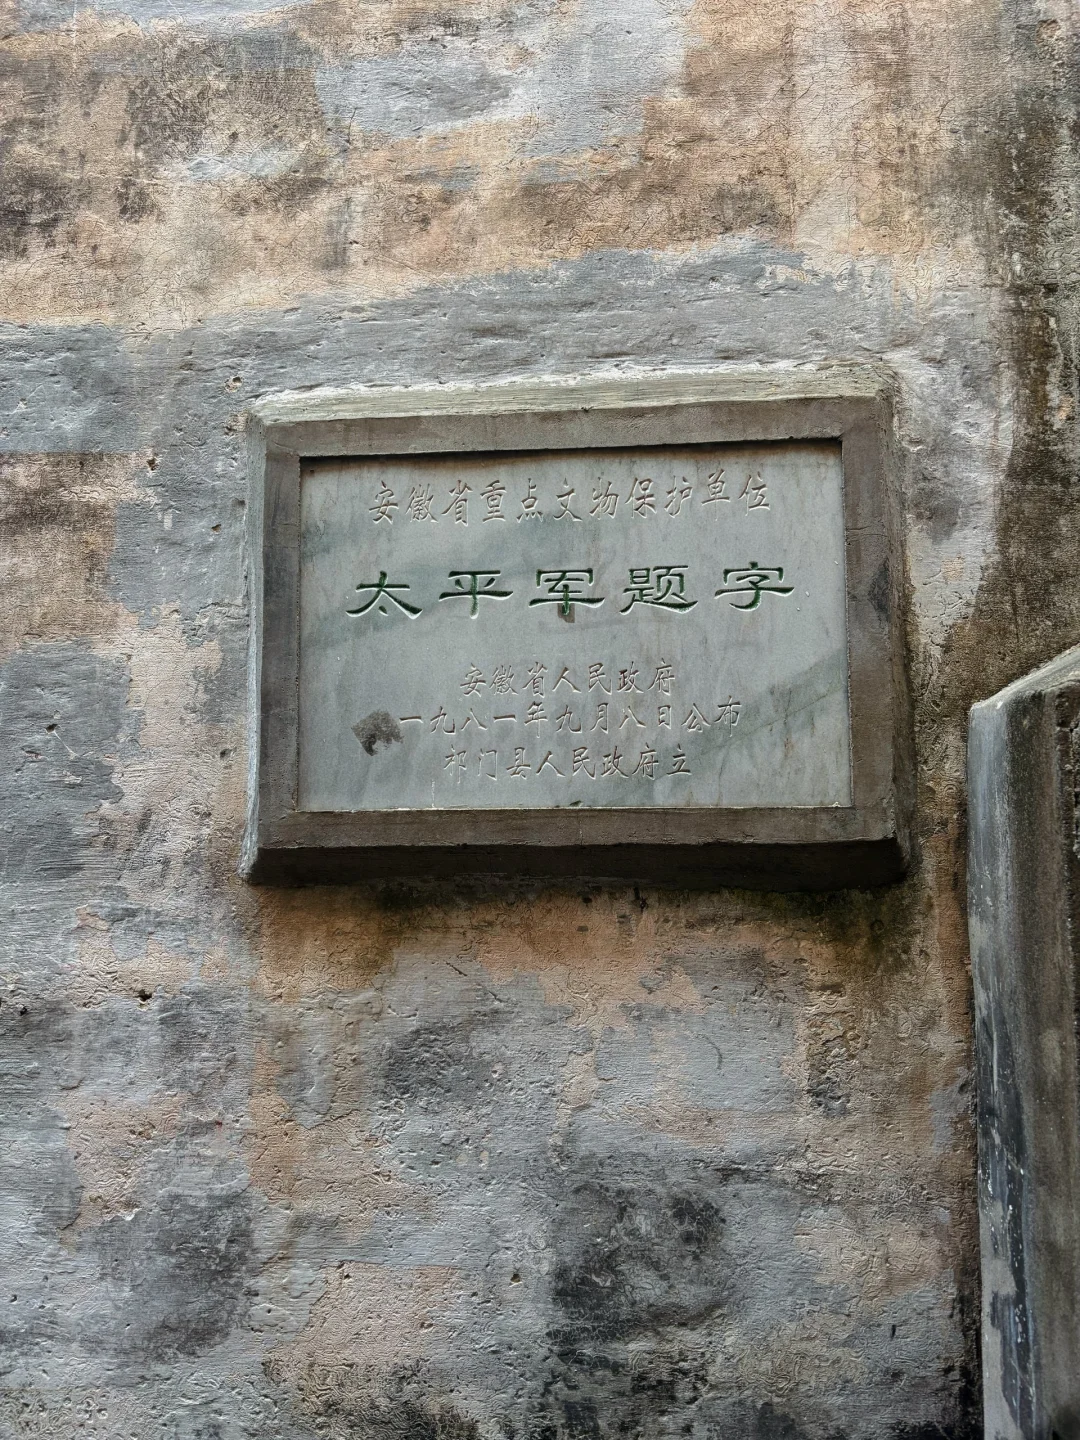 安徽省重点文物保护单位
太平军题字
安徽省人民政府
一九八一年九月八日公布
祁门县人民政府立